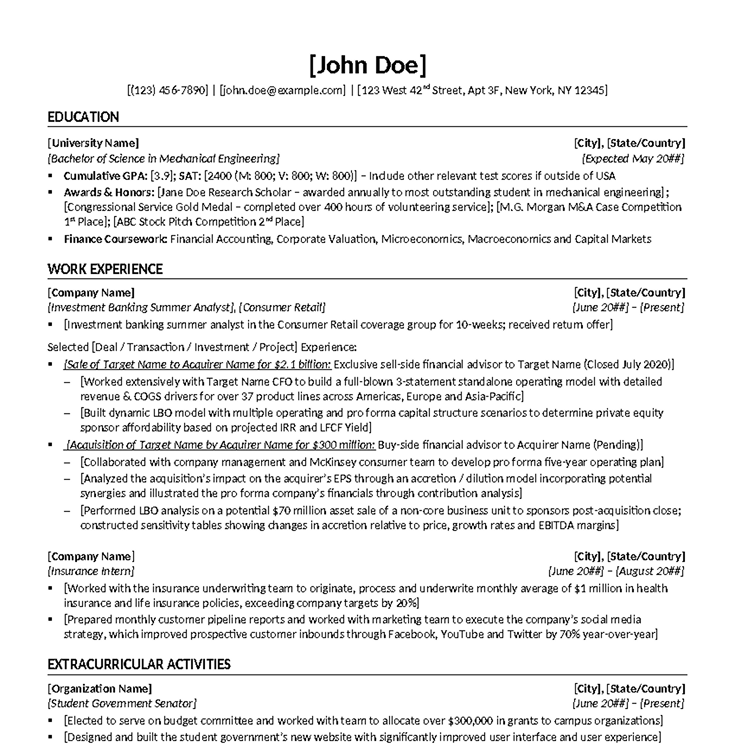 [John Doe]
[(123) 456-7890] | [john.doe@example.com] | [123 West 42nd Street, Apt 3F, New York, NY 12345]
EDUCATION
[University Name] [City], [State/Country]
[Bachelor of Science in Mechanical Engineering] [Expected May 20##]
▪ Cumulative GPA: [3.9]; SAT: [2400 (M: 800; V: 800; W: 800)] – Include other relevant test scores if outside of USA
▪ Awards & Honors: [Jane Doe Research Scholar – awarded annually to most outstanding student in mechanical engineering];
[Congressional Service Gold Medal – completed over 400 hours of volunteering service]; [M.G. Morgan M&A Case Competition
1st Place]; [ABC Stock Pitch Competition 2nd Place]
▪ Finance Coursework: Financial Accounting, Corporate Valuation, Microeconomics, Macroeconomics and Capital Markets
WORK EXPERIENCE
[Company Name] [City], [State/Country]
[Investment Banking Summer Analyst], [Consumer Retail] [June 20##] – [Present]
▪ [Investment banking summer analyst in the Consumer Retail coverage group for 10-weeks; received return offer]
Selected [Deal / Transaction / Investment / Project] Experience:
▪ [Sale of Target Name to Acquirer Name for $2.1 billion: Exclusive sell-side financial advisor to Target Name (Closed July 2020)]
– [Worked extensively with Target Name CFO to build a full-blown 3-statement standalone operating model with detailed
revenue & COGS drivers for over 37 product lines across Americas, Europe and Asia-Pacific]
– [Built dynamic LBO model with multiple operating and pro forma capital structure scenarios to determine private equity
sponsor affordability based on projected IRR and LFCF Yield]
▪ [Acquisition of Target Name by Acquirer Name for $300 million: Buy-side financial advisor to Acquirer Name (Pending)]
– [Collaborated with company management and McKinsey consumer team to develop pro forma five-year operating plan]
– [Analyzed the acquisition's impact on the acquirer's EPS through an accretion / dilution model incorporating potential
synergies and illustrated the pro forma company's financials through contribution analysis]
– [Performed LBO analysis on a potential $70 million asset sale of a non-core business unit to sponsors post-acquisition close;
constructed sensitivity tables showing changes in accretion relative to price, growth rates and EBITDA margins]
[Company Name] [City], [State/Country]
[Insurance Intern] [June 20##] – [August 20##]
▪ [Worked with the insurance underwriting team to originate, process and underwrite monthly average of $1 million in health
insurance and life insurance policies, exceeding company targets by 20%]
▪ [Prepared monthly customer pipeline reports and worked with marketing team to execute the company's social media
strategy, which improved prospective customer inbounds through Facebook, YouTube and Twitter by 70% year-over-year]
EXTRACURRICULAR ACTIVITIES
[Organization Name] [City], [State/Country]
[Student Government Senator] [June 20##] – [Present]
▪ [Elected to serve on budget committee and worked with team to allocate over $300,000 in grants to campus organizations]
▪ [Designed and built the student government's new website with significantly improved user interface and user experience]